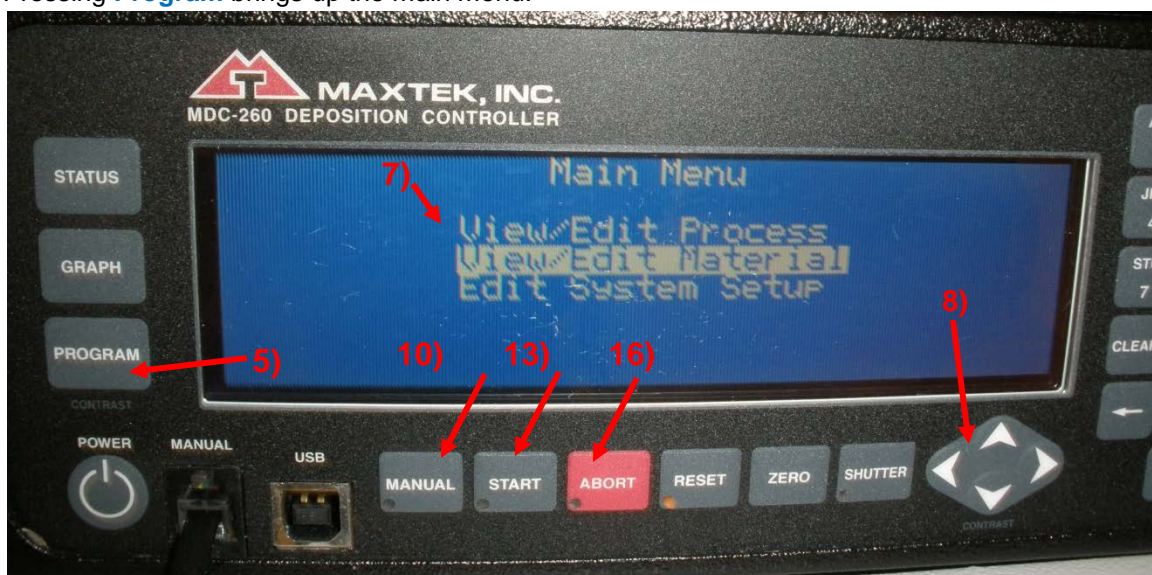 Pressing Program brings up the main menu.
MAXTEK, INC.
MDC-260 DEPOSITION CONTROLLER
STATUS
GRAPH
PROGRAM
CONTRAST
7)
Main Menu
View/Edit Process
View/Edit Material
Edit System Setup
5)
10)
13)
16)
8)
POWER
MANUAL
USB
MANUAL
START
ABORT
RESET
ZERO
SHUTTER
CONTRAST
7